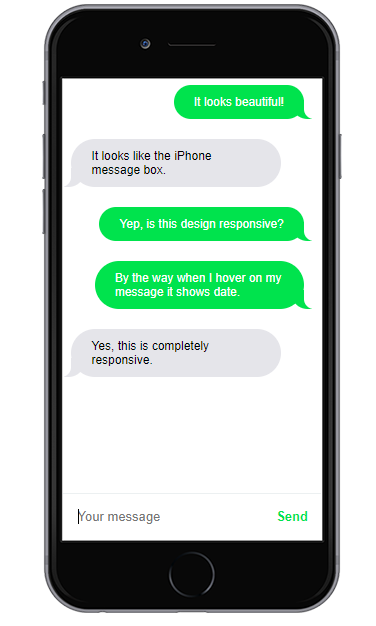 It looks beautiful!
It looks like the iPhone
message box.
Yep, is this design responsive?
By the way when I hover on my
message it shows date.
Yes, this is completely
responsive.
Your message
Send